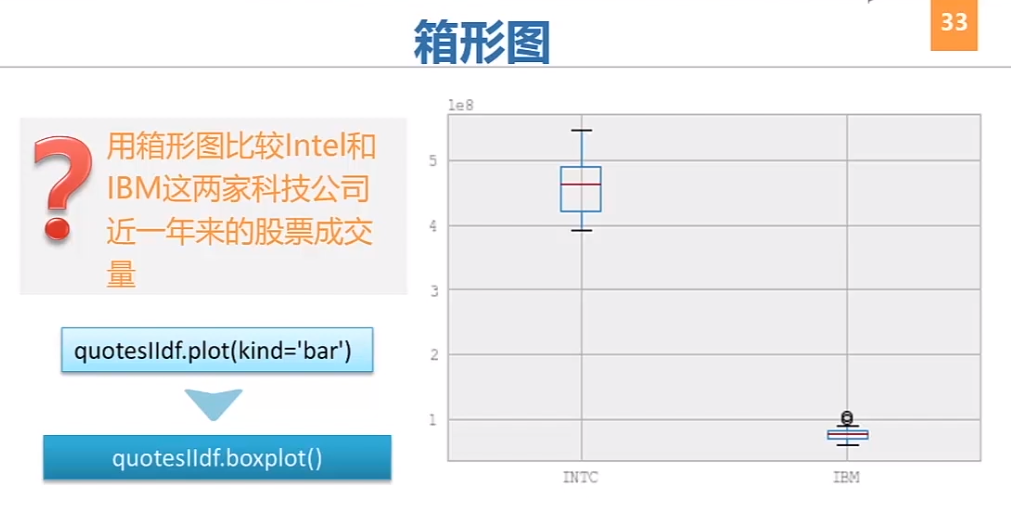 33
箱形图
用箱形图比较Intel和
IBM这两家科技公司
近一年来的股票成交
量
quotesIIdf.plot(kind='bar')
quotesIIdf.boxplot()
1e8
5
4
3
2
1
INTC
IBM